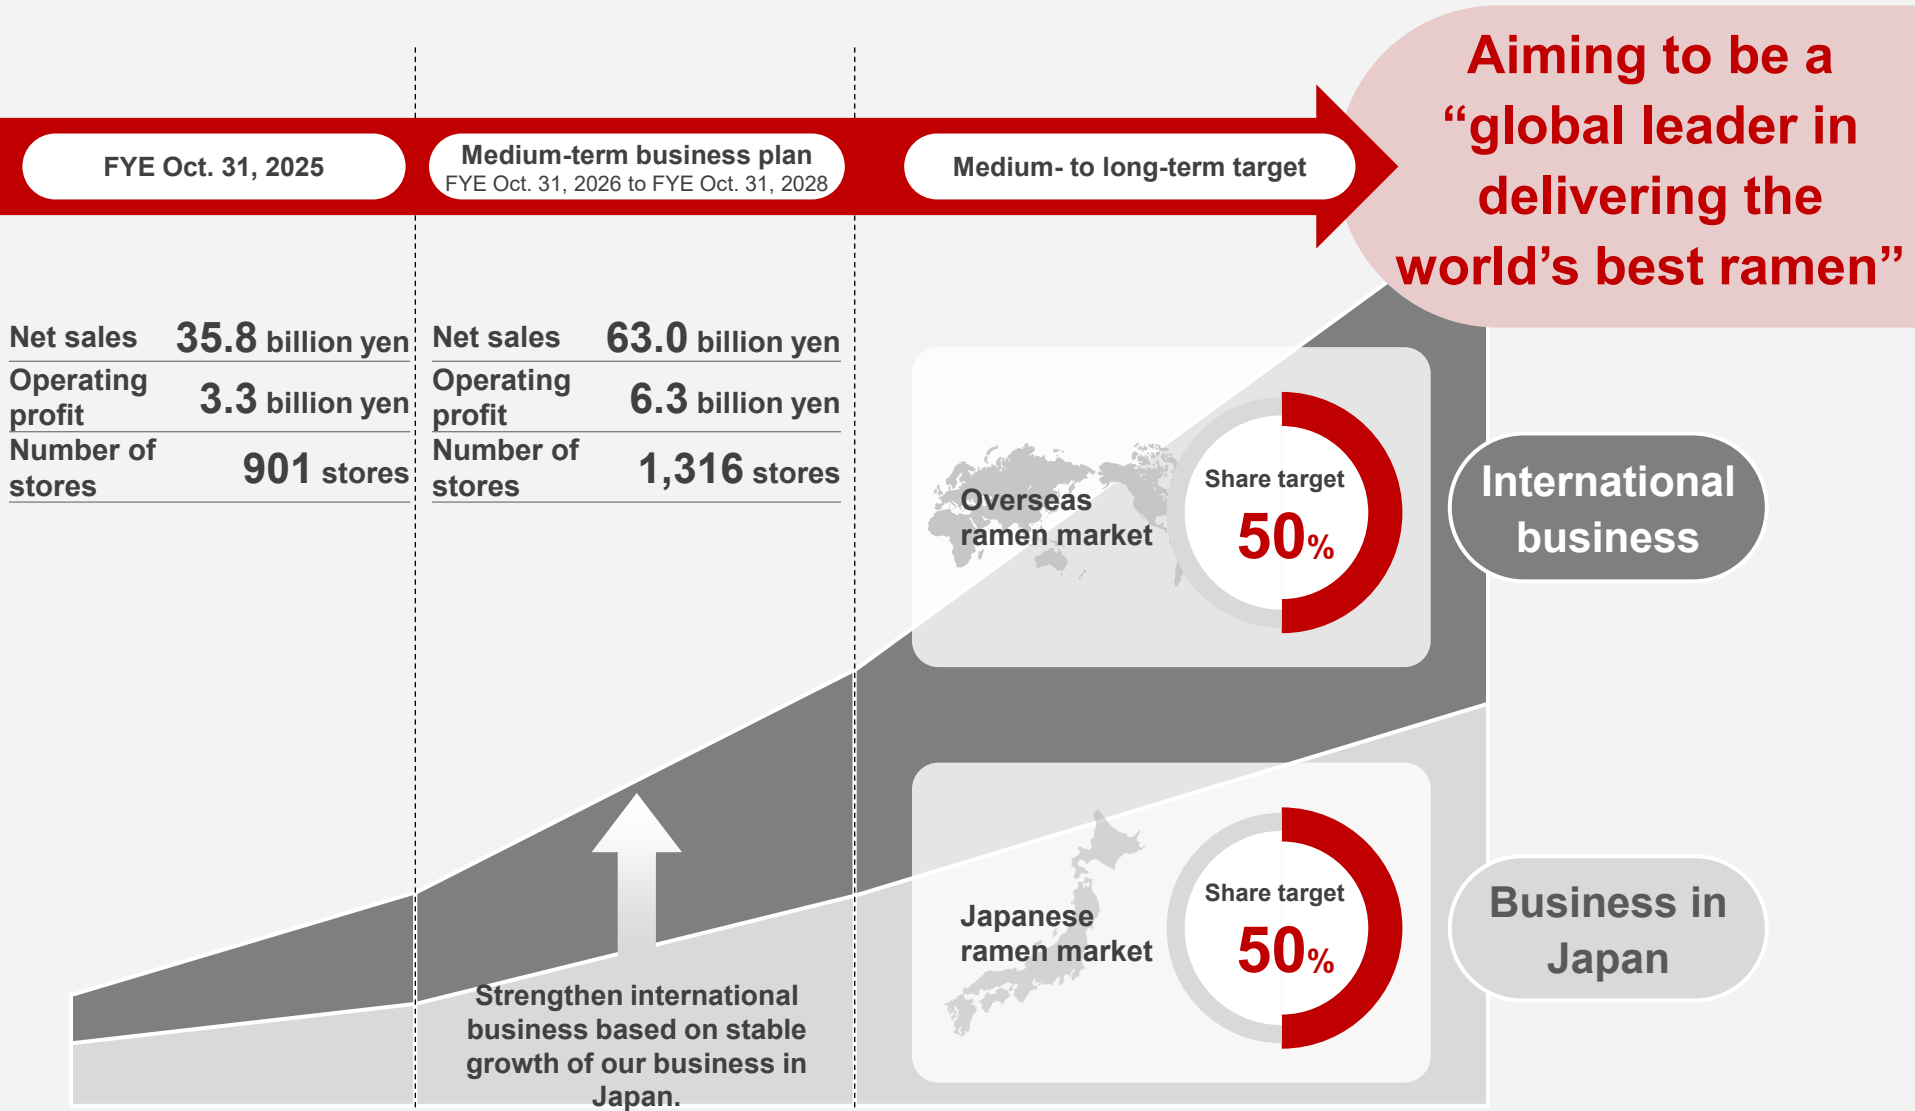 Aiming to be a
“global leader in
delivering the
world’s best ramen”
FYE Oct. 31, 2025
Medium-term business plan
FYE Oct. 31, 2026 to FYE Oct. 31, 2028
Medium- to long-term target
Net sales 35.8 billion yen
Operating
profit 3.3 billion yen
Number of
stores 901 stores
Net sales 63.0 billion yen
Operating
profit 6.3 billion yen
Number of
stores 1,316 stores
Overseas
ramen market
Share target
50%
International
business
Japanese
ramen market
Share target
50%
Business in
Japan
Strengthen international
business based on stable
growth of our business in
Japan.